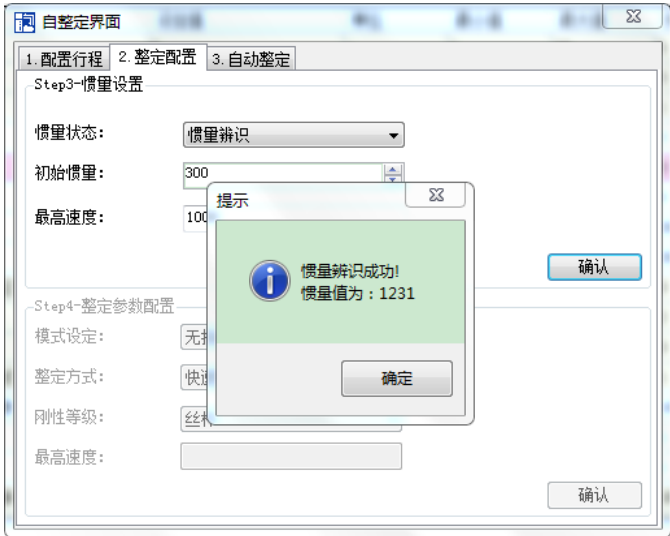 自整定界面
1.配置行程 2.整定配置 3.自动整定
Step3-惯量设置
惯量状态: 惯量辨识
初始惯量: 300
提示
最高速度: 100
惯量辨识成功!
惯量值为：1231
确认
Step4-整定参数配置
模式设定: 无
整定方式: 快速
确定
刚性等级: 丝
最高速度:
确认